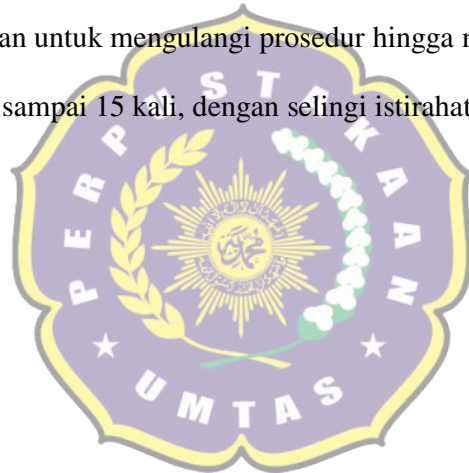 an untuk mengulangi prosedur hingga n
sampai 15 kali, dengan selingi istirahat
PERPUSTAKAAN
UMTAS